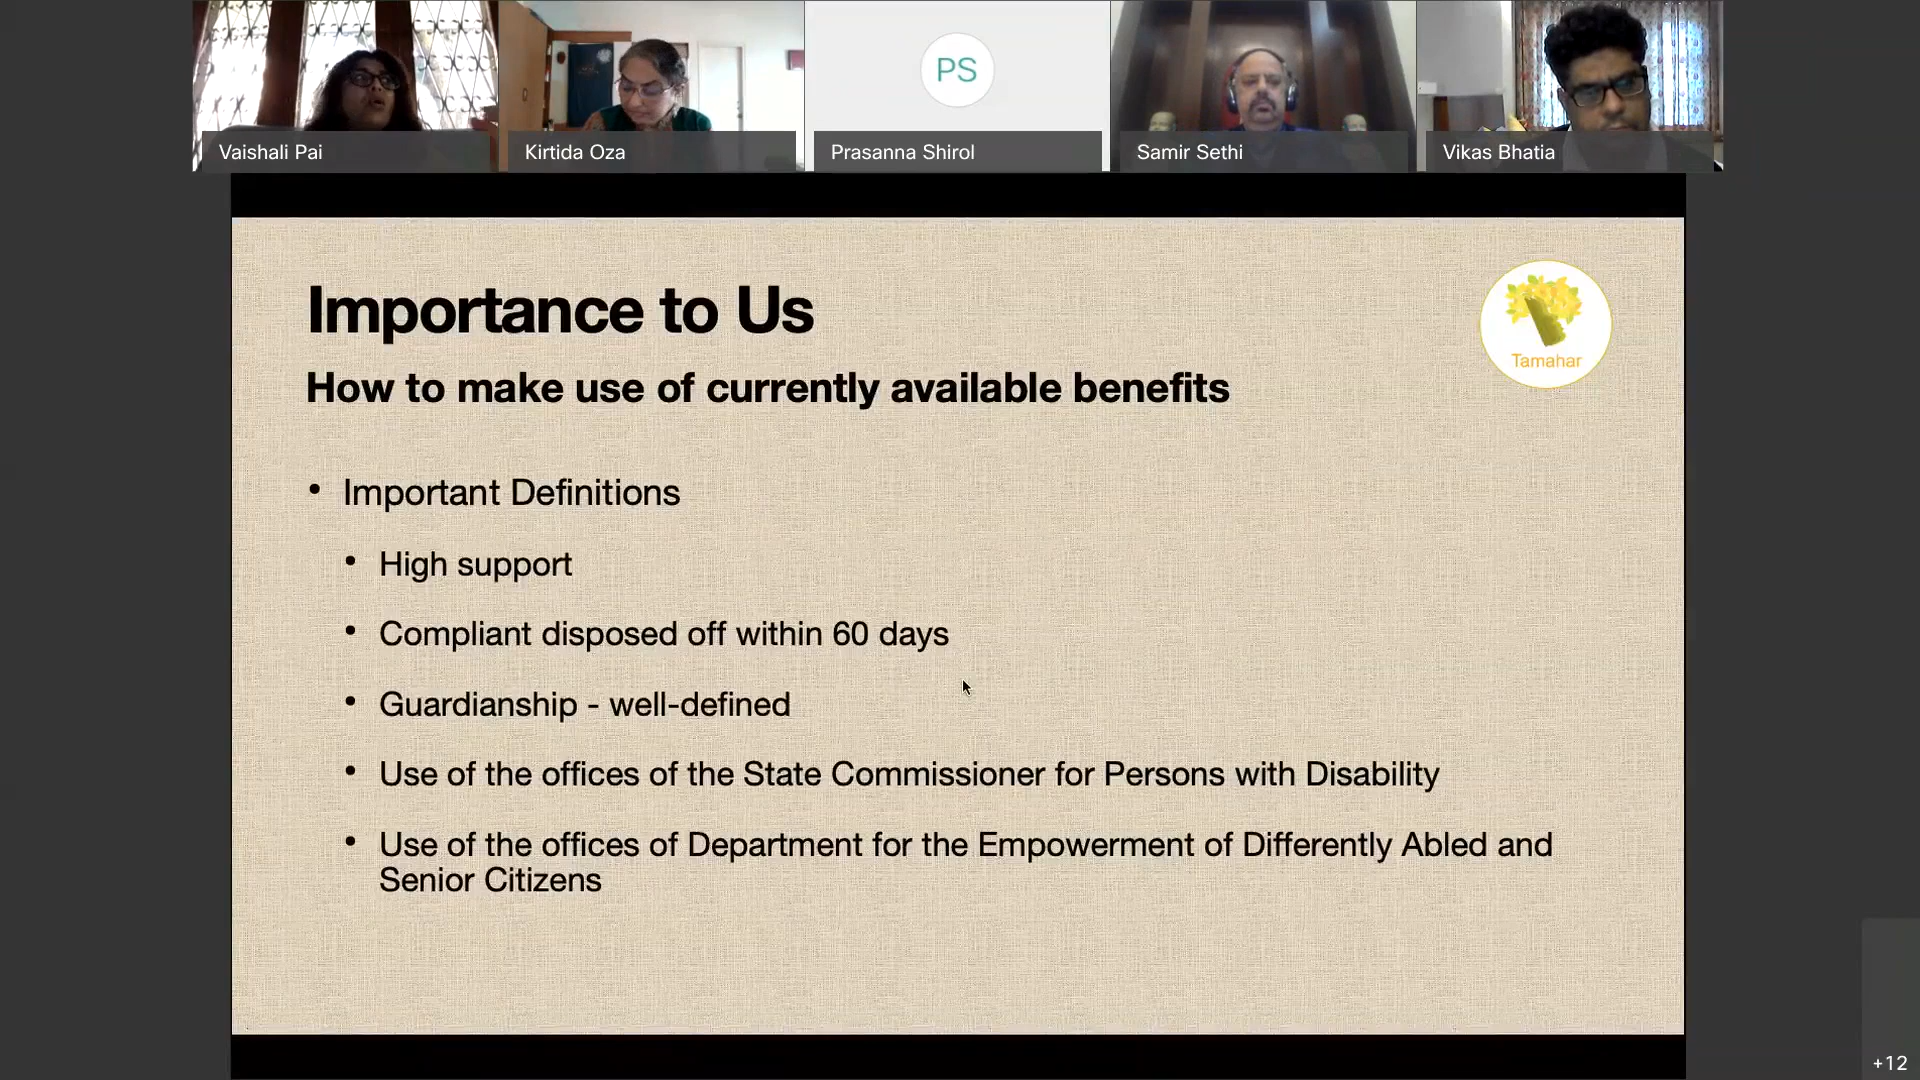 Vaishali Pai
Kirtida Oza
PS
Prasanna Shirol
Samir Sethi
Vikas Bhatia
Importance to Us
Tamahar
How to make use of currently available benefits
• Important Definitions
• High support
• Compliant disposed off within 60 days
• Guardianship - well-defined
• Use of the offices of the State Commissioner for Persons with Disability
• Use of the offices of Department for the Empowerment of Differently Abled and
Senior Citizens
+12